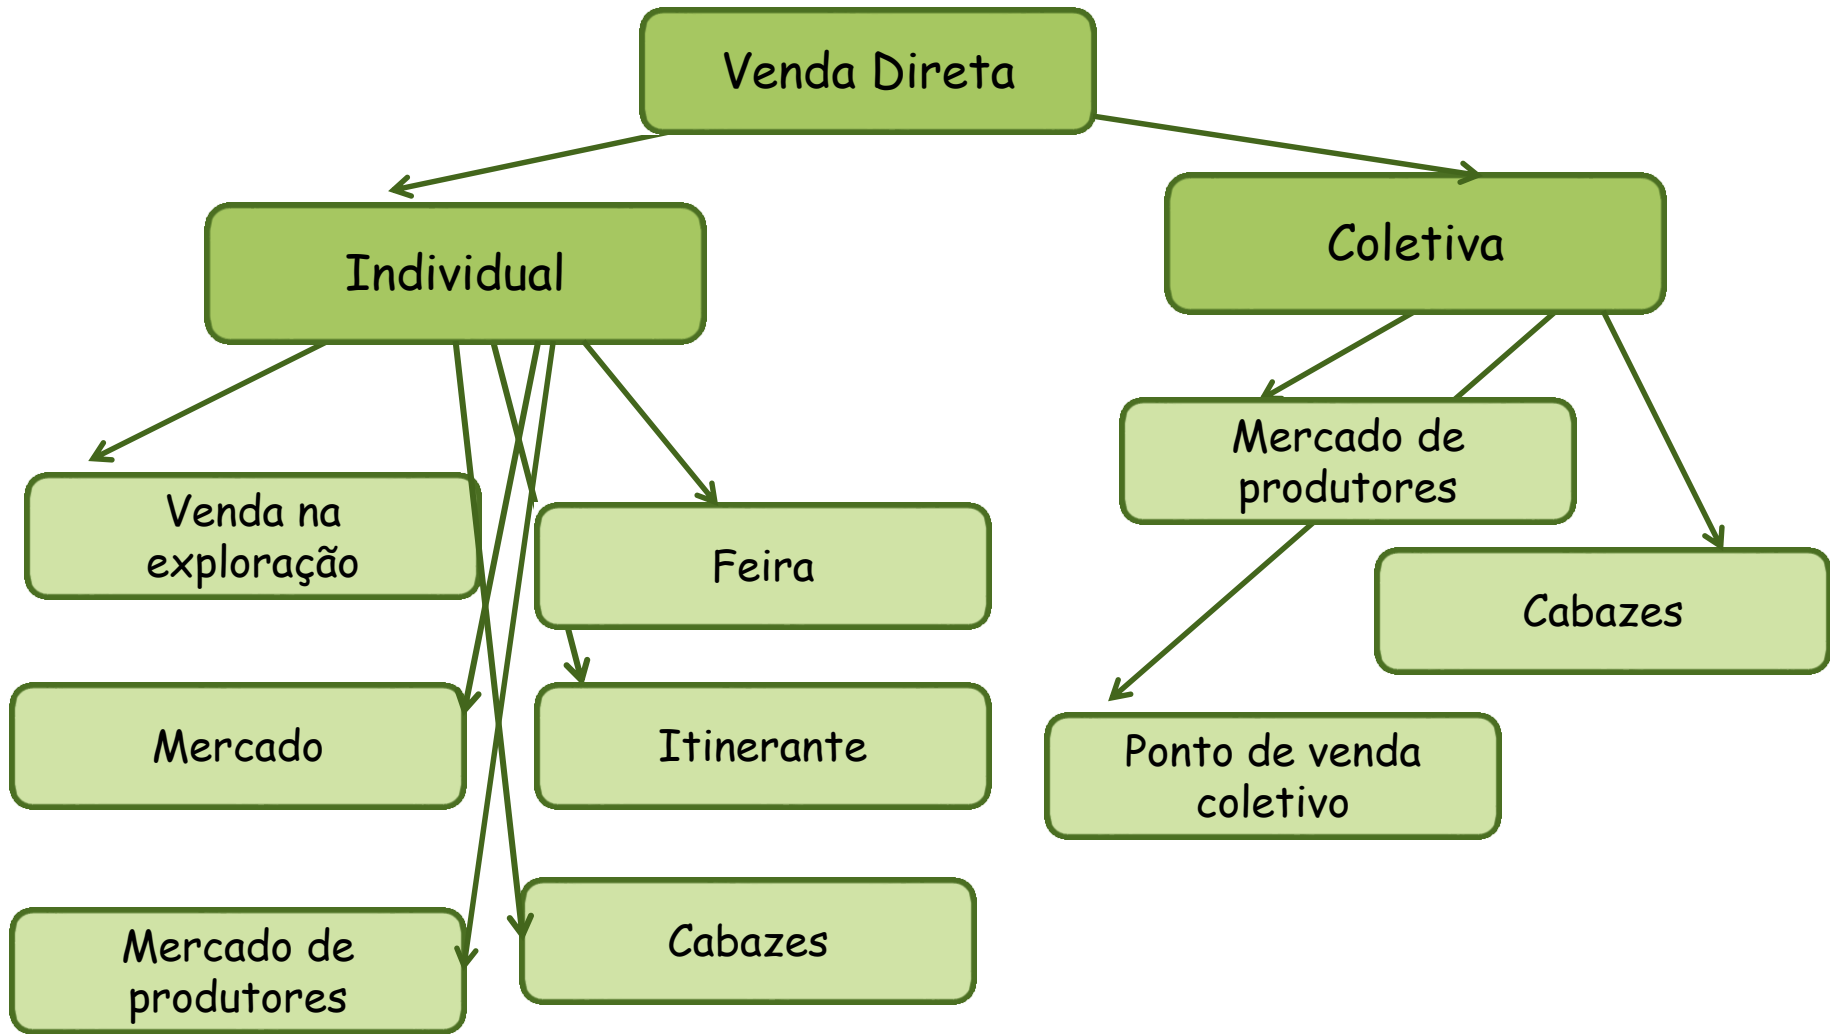 Venda Direta
Individual
Coletiva
Venda na
exploração
Feira
Mercado
Itinerante
Mercado de
produtores
Cabazes
Mercado de
produtores
Cabazes
Ponto de venda
coletivo